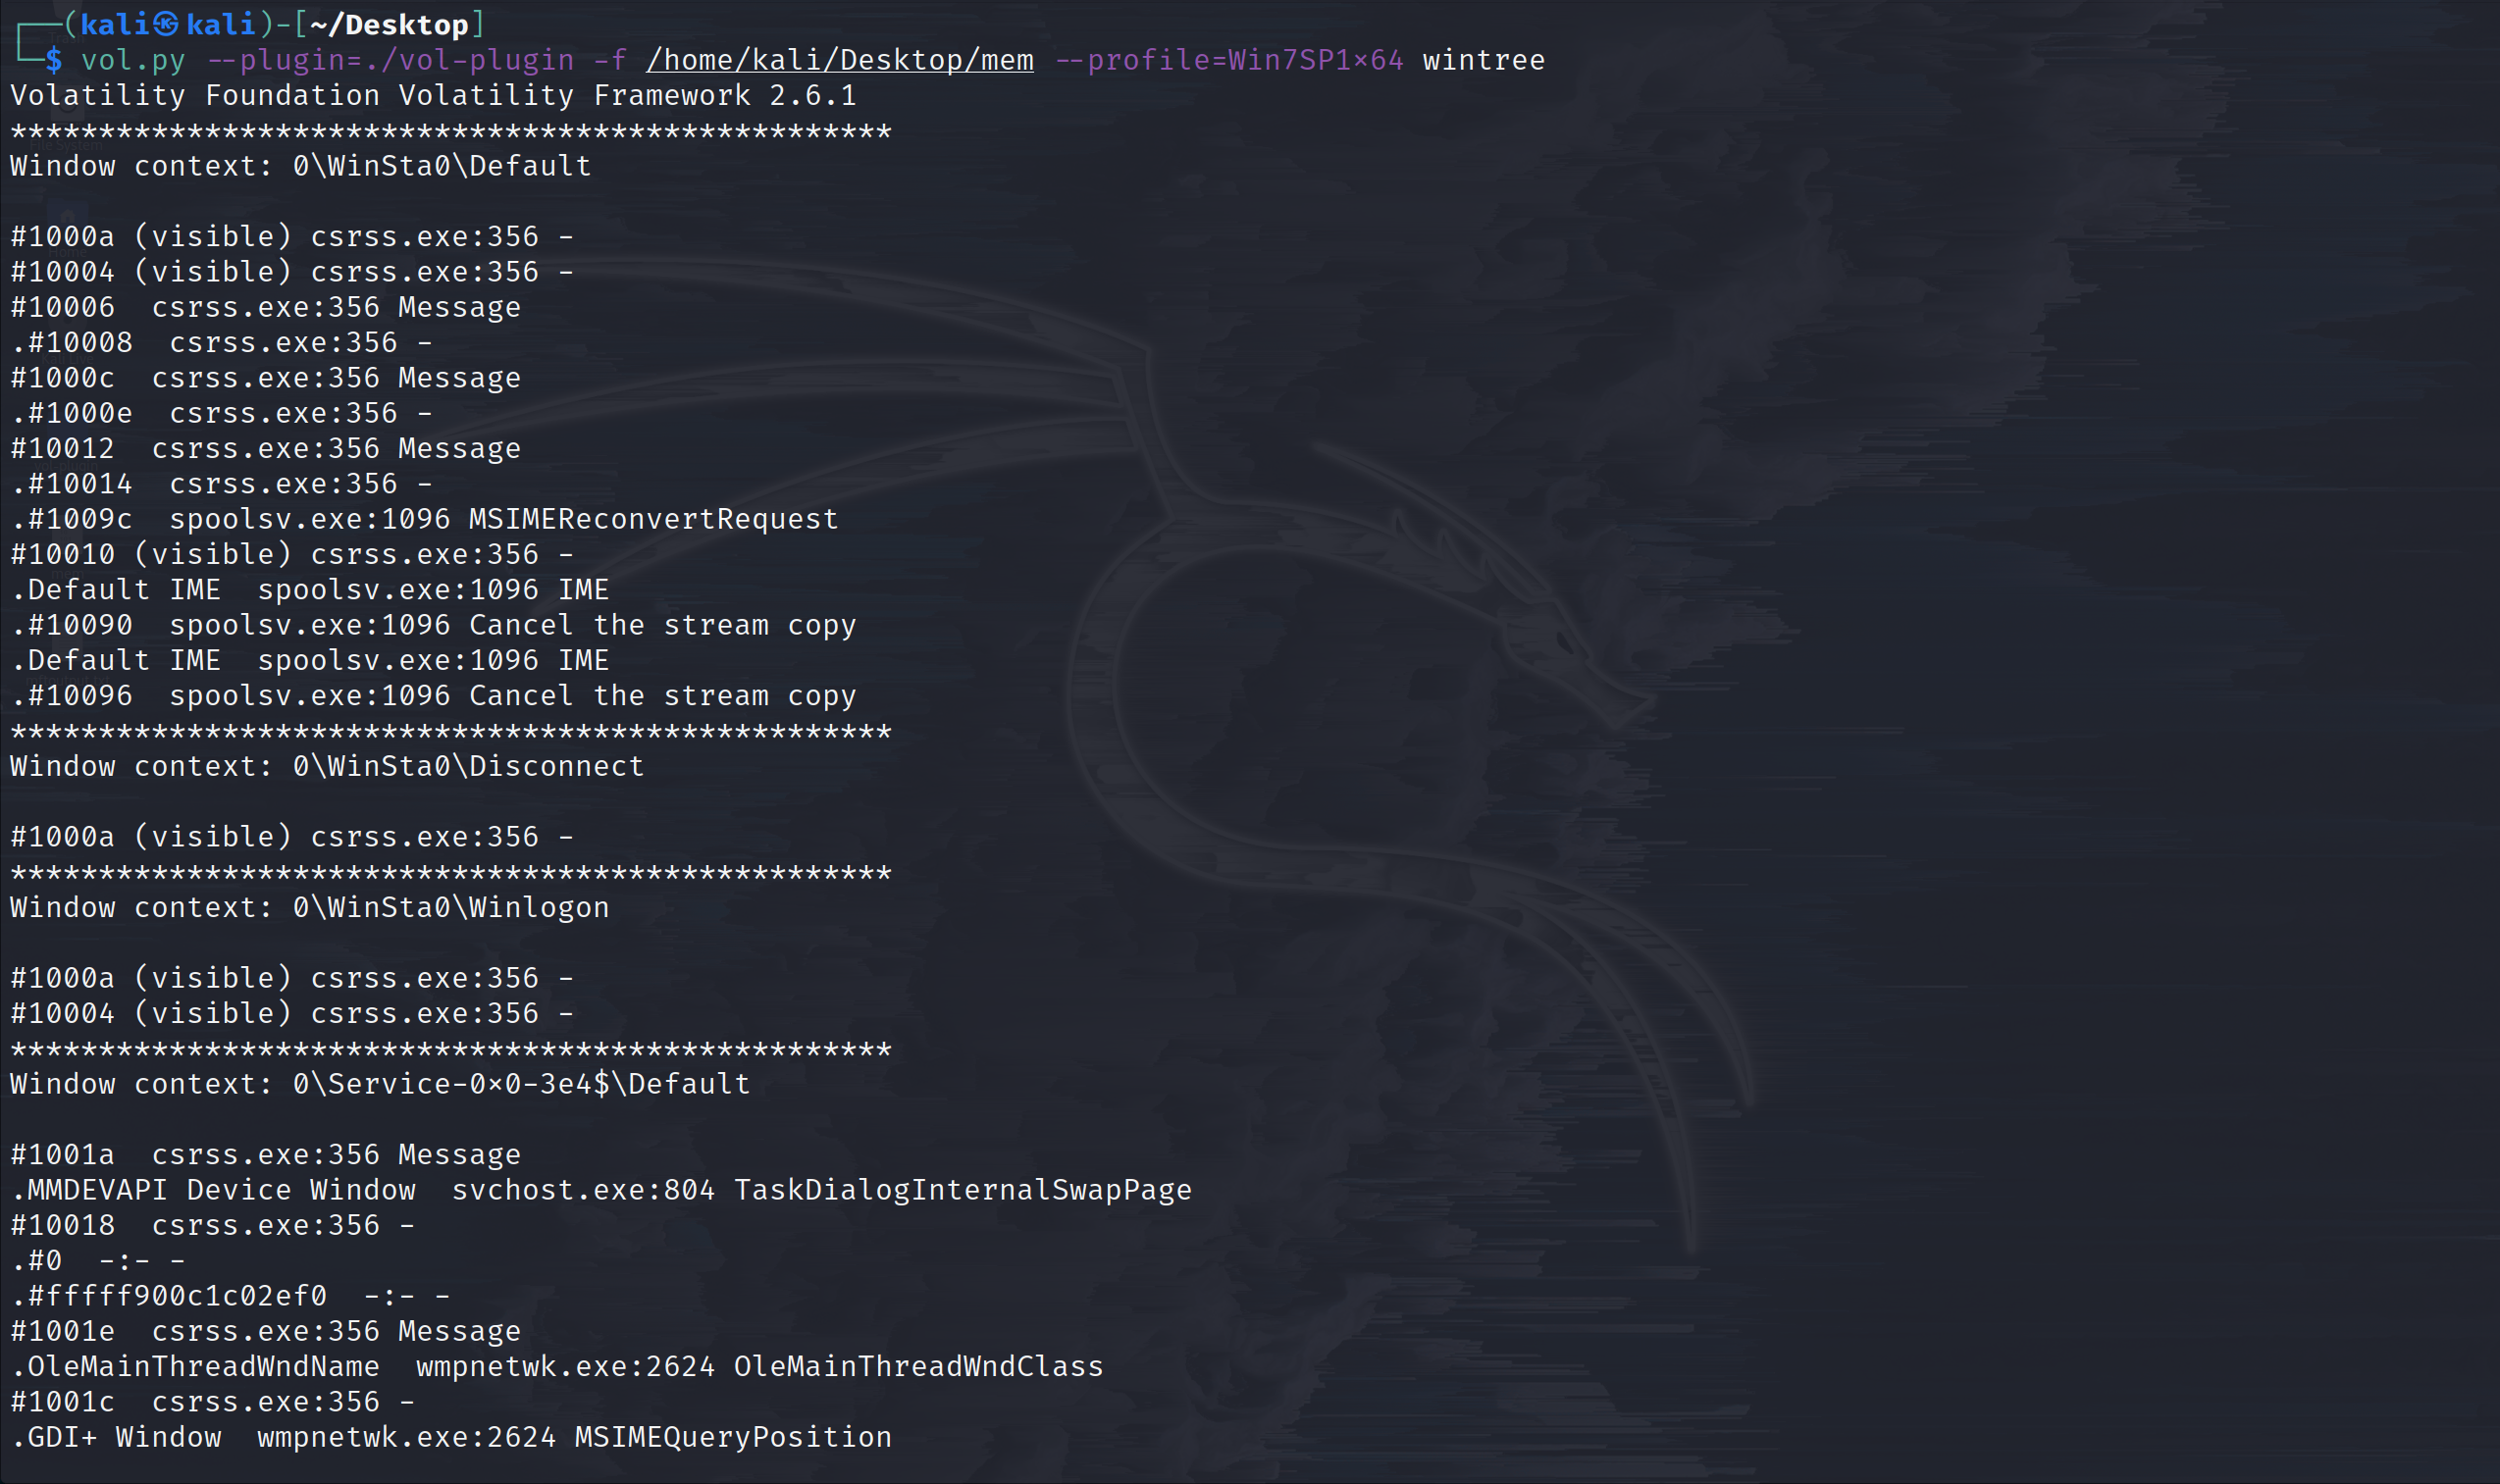 ┌──(kali㉿kali)-[~/Desktop]
└─$ vol.py --plugin=./vol-plugin -f /home/kali/Desktop/mem --profile=Win7SP1×64 wintree
Volatility Foundation Volatility Framework 2.6.1
**************************************************
Window context: 0\WinSta0\Default

#1000a (visible) csrss.exe:356 -
#10004 (visible) csrss.exe:356 -
#10006  csrss.exe:356 Message
.#10008  csrss.exe:356 -
#1000c  csrss.exe:356 Message
.#1000e  csrss.exe:356 -
#10012  csrss.exe:356 Message
.#10014  csrss.exe:356 -
.#1009c  spoolsv.exe:1096 MSIMEReconvertRequest
#10010 (visible) csrss.exe:356 -
.Default IME  spoolsv.exe:1096 IME
.#10090  spoolsv.exe:1096 Cancel the stream copy
.Default IME  spoolsv.exe:1096 IME
.#10096  spoolsv.exe:1096 Cancel the stream copy
**************************************************
Window context: 0\WinSta0\Disconnect

#1000a (visible) csrss.exe:356 -
**************************************************
Window context: 0\WinSta0\Winlogon

#1000a (visible) csrss.exe:356 -
#10004 (visible) csrss.exe:356 -
**************************************************
Window context: 0\Service-0×0-3e4$\Default

#1001a  csrss.exe:356 Message
.MMDEVAPI Device Window  svchost.exe:804 TaskDialogInternalSwapPage
#10018  csrss.exe:356 -
.#0  -:- -
.#fffff900c1c02ef0  -:- -
#1001e  csrss.exe:356 Message
.OleMainThreadWndName  wmpnetwk.exe:2624 OleMainThreadWndClass
#1001c  csrss.exe:356 -
.GDI+ Window  wmpnetwk.exe:2624 MSIMEQueryPosition